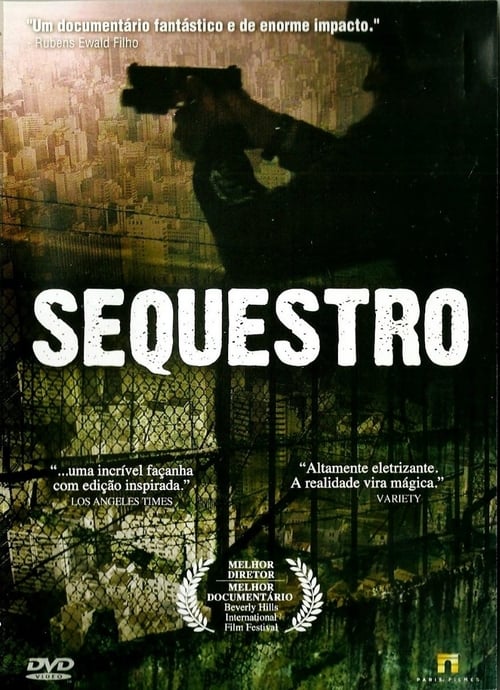 "Um documentário fantástico e de enorme impacto."
- Rubens Ewald Filho
SEQUESTRO
“...uma incrível façanha
com edição inspirada.”
LOS ANGELES TIMES
“Altamente eletrizante.
A realidade vira mágica.”
VARIETY
MELHOR
DIRETOR
MELHOR
DOCUMENTÁRIO
Beverly Hills
International
Film Festival
DVD
VIDEO
PARIS FILMES